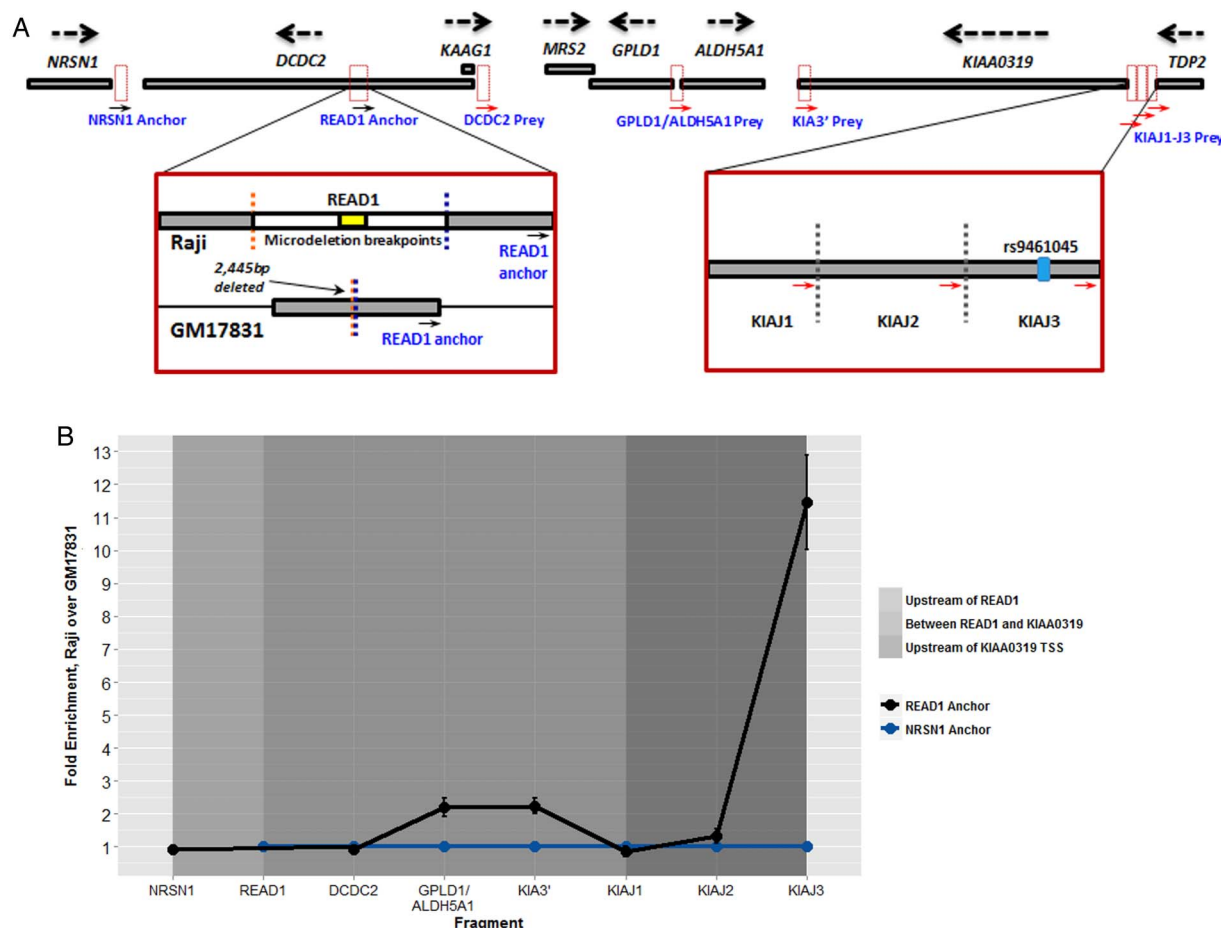 A
NRSN1
DCDC2
KAAG1
MRS2
GPLD1
ALDH5A1
KIAA0319
TDP2
NRSN1 Anchor
READ1 Anchor
DCDC2 Prey
GPLD1/ALDH5A1 Prey
KIA3' Prey
KIAJ1-J3 Prey
READ1
Raji
Microdeletion breakpoints
READ1
anchor
2,445bp
deleted
GM17831
READ1 anchor
rs9461045
KIAJ1
KIAJ2
KIAJ3
B
Fold Enrichment, Raji over GM17831
13
12
11
10
9
8
7
6
5
4
3
2
1
NRSN1
READ1
DCDC2
GPLD1/
ALDH5A1
KIA3'
KIAJ1
KIAJ2
KIAJ3
Fragment
Upstream of READ1
Between READ1 and KIAA0319
Upstream of KIAA0319 TSS
READ1 Anchor
NRSN1 Anchor